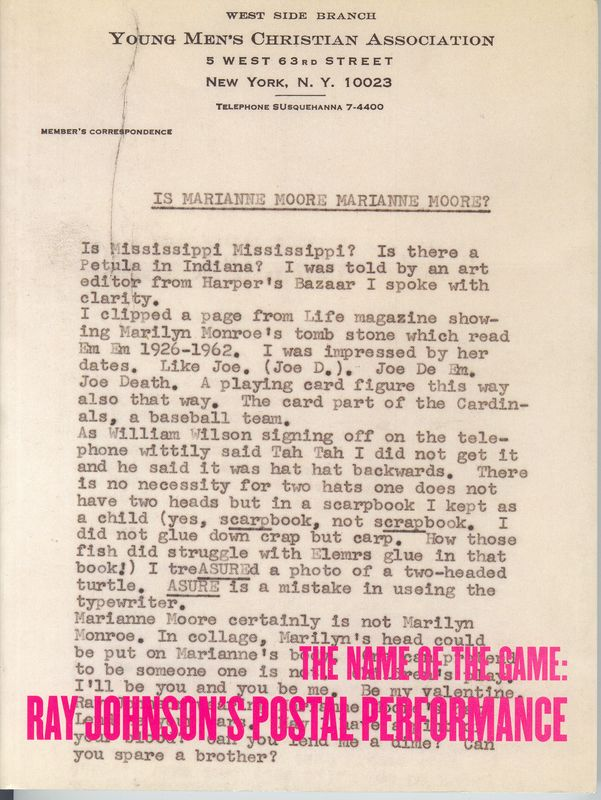 WEST SIDE BRANCH
YOUNG MEN'S CHRISTIAN ASSOCIATION
5 WEST 63RD STREET
NEW YORK, N. Y. 10023
TELEPHONE SUSQUEHANNA 7-4400
MEMBER'S CORRESPONDENCE
IS MARIANNE MOORE MARIANNE MOORE?
Is Mississippi Mississippi? Is there a
Petula in Indiana? I was told by an art
editor from Harper's Bazaar I spoke with
clarity.
I clipped a page from Life magazine show-
ing Marilyn Monroe's tomb stone which read
Em Em 1926-1962. I was impressed by her
dates. Like Joe. (Joe D.). Joe De Em.
Joe Death. A playing card figure this way
also that way. The card part of the Cardin-
als, a baseball team.
As William Wilson signing off on the tele-
phone wittily said Tah Tah I did not get it
and he said it was hat hat backwards. There
is no necessity for two hats one does not
have two heads but in a scarpbook I kept as
a child (yes, scarpbook, not scrapbook. I
did not glue down crap but carp. How those
fish did struggle with Elemrs glue in that
book!) I treASUREd a photo of a two-headed
turtle. ASURE is a mistake in useing the
typewriter.
Marianne Moore certainly is not Marilyn
Monroe. In collage, Marilyn's head could
be put on Marianne's can pretend
to be someone one is
I'll be you and you be me. Be my valentine.
you lend me a dime? Can
you spare a brother?
THE NAME OF THE GAME:
RAY JOHNSON'S POSTAL PERFORMANCE